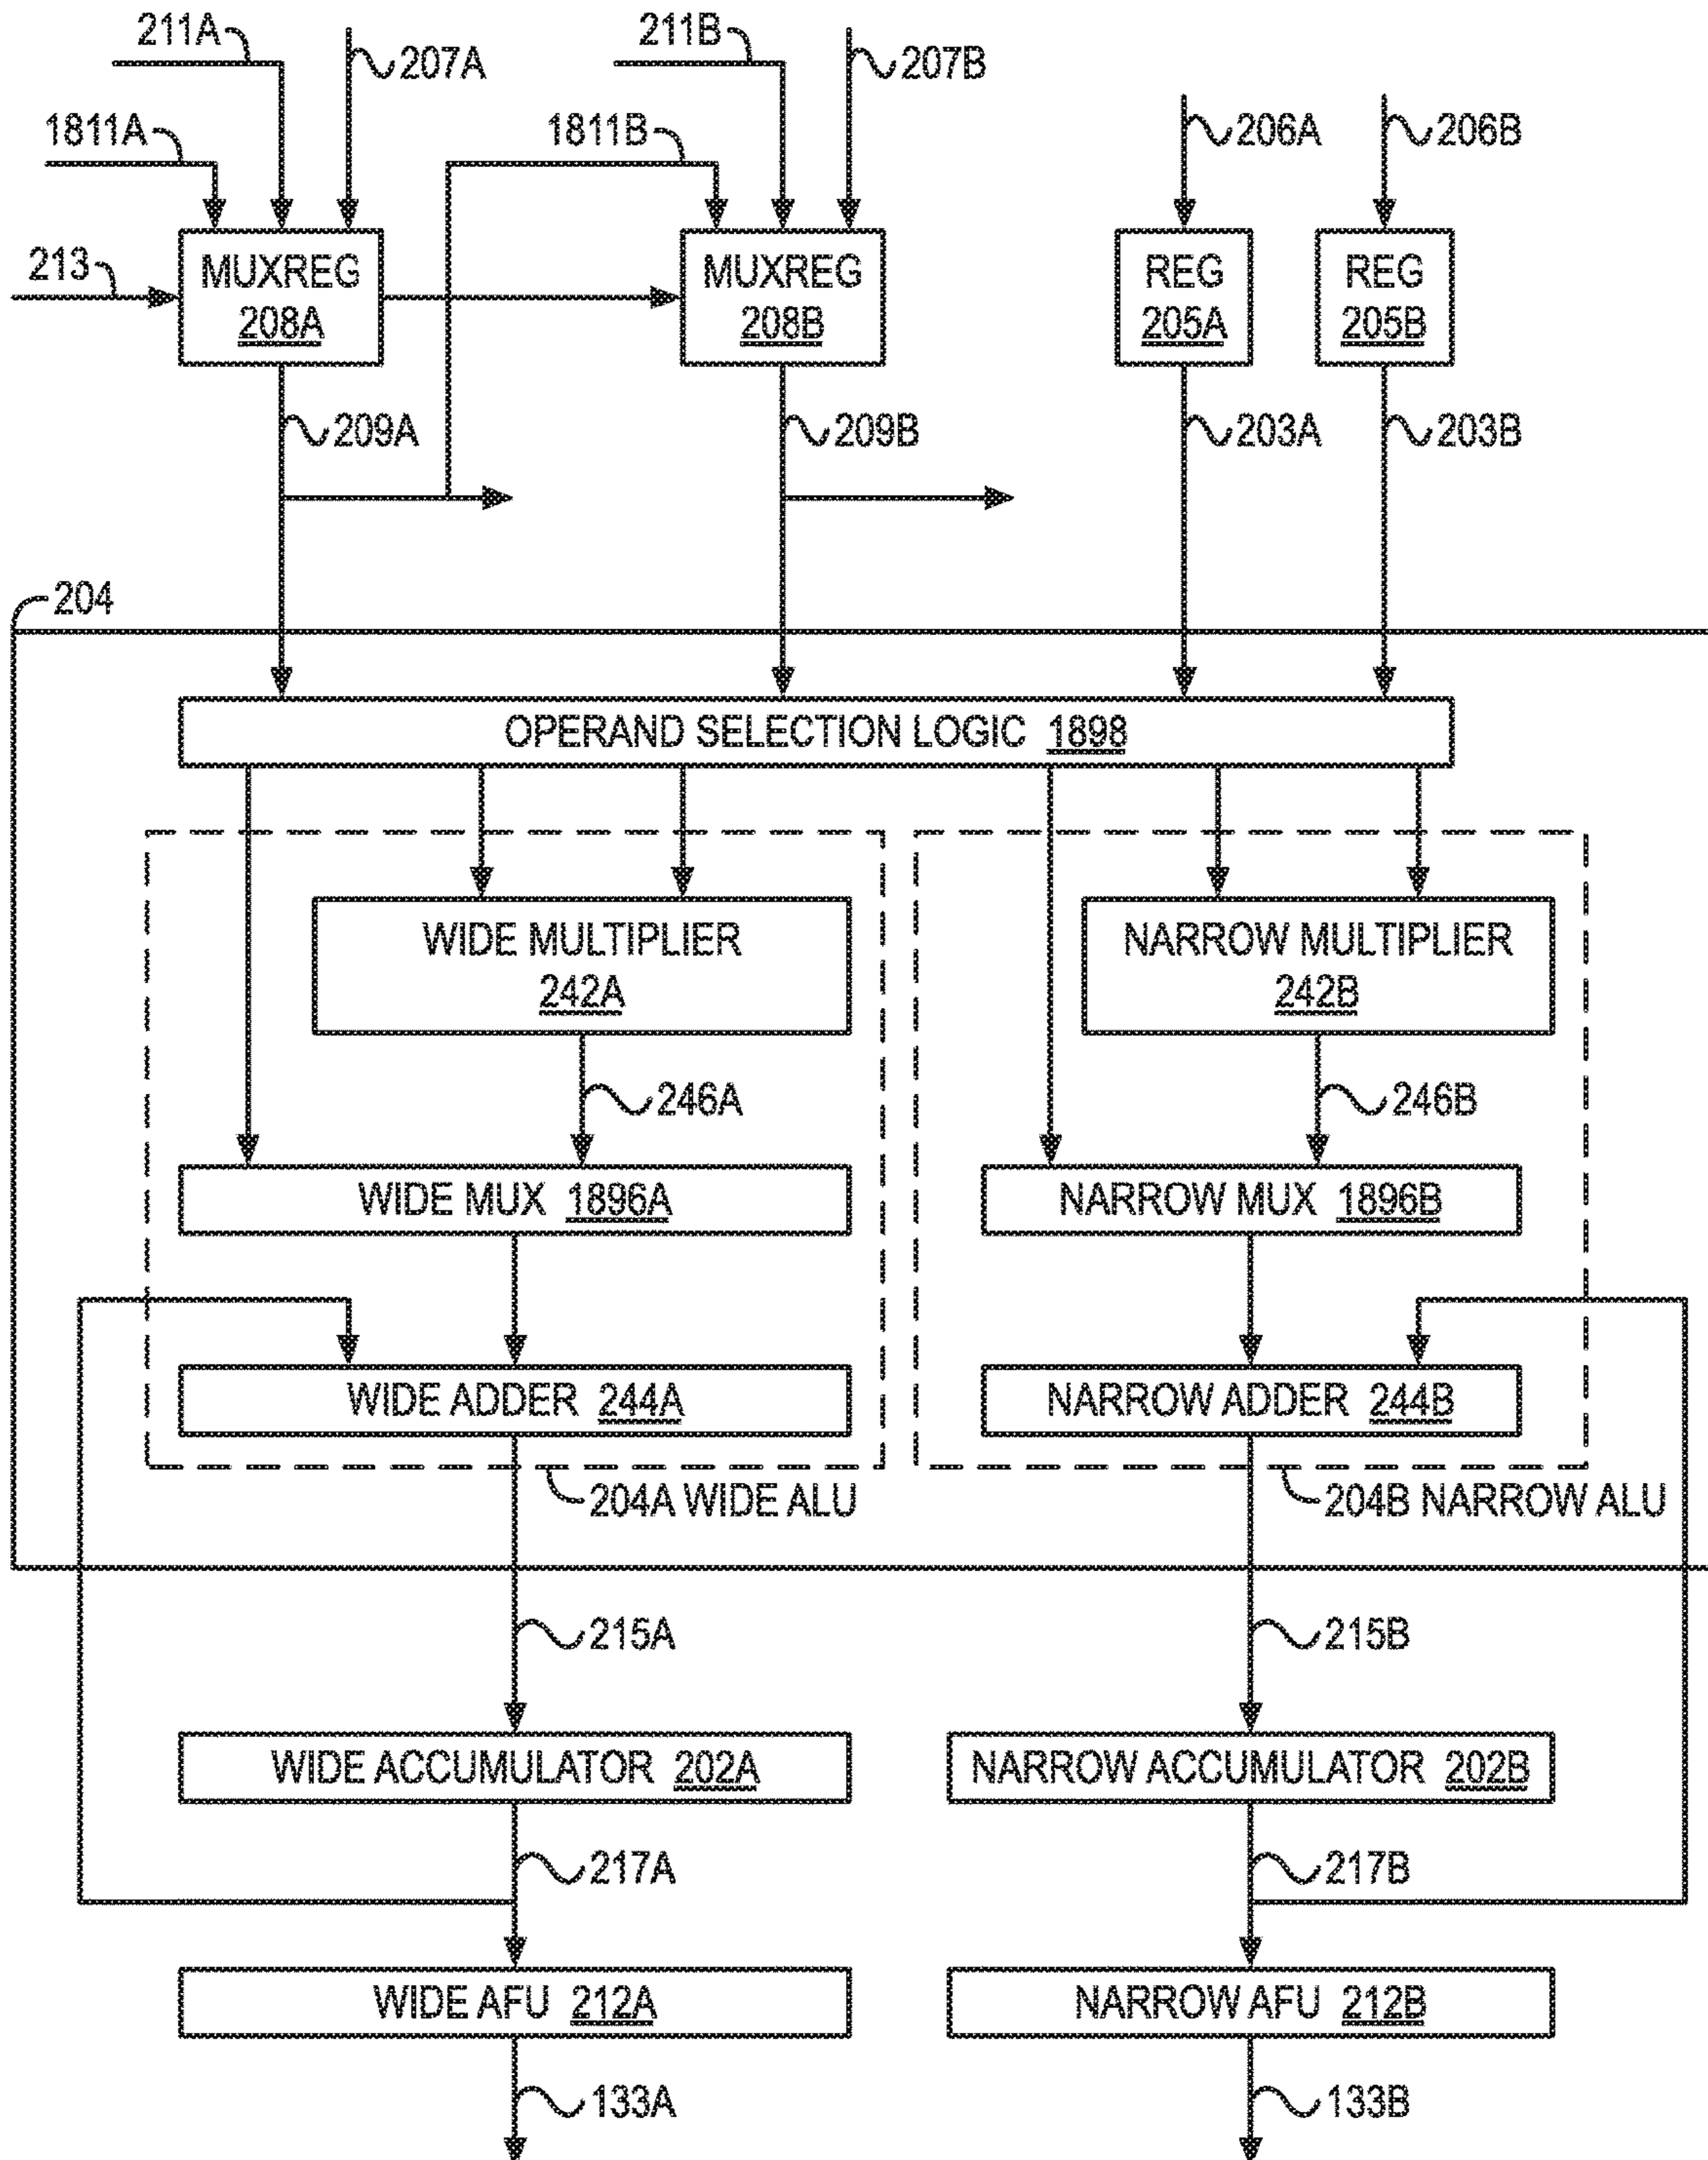 211A
207A
211B
207B
1811A
1811B
206A
206B
213
MUXREG
208A
MUXREG
208B
REG
205A
REG
205B
209A
209B
203A
203B
204
OPERAND SELECTION LOGIC 1898
WIDE MULTIPLIER
242A
NARROW MULTIPLIER
242B
246A
246B
WIDE MUX 1896A
NARROW MUX 1896B
WIDE ADDER 244A
NARROW ADDER 244B
204A WIDE ALU
204B NARROW ALU
215A
215B
WIDE ACCUMULATOR 202A
NARROW ACCUMULATOR 202B
217A
217B
WIDE AFU 212A
NARROW AFU 212B
133A
133B